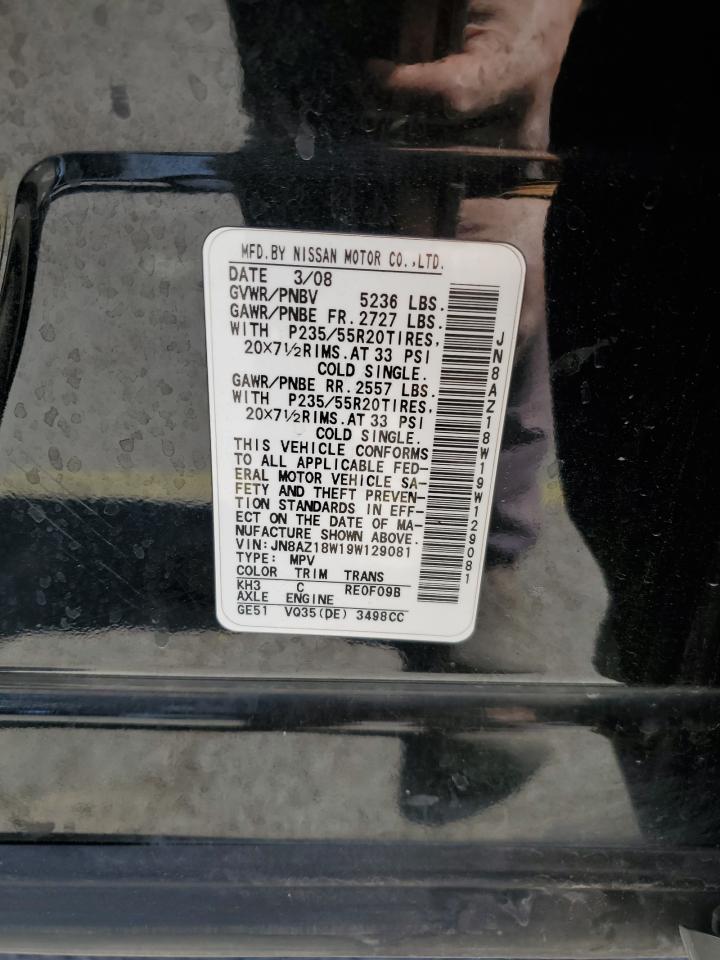 MFD.BY NISSAN MOTOR CO.,LTD.
DATE 3/08
GVWR/PNBV 5236 LBS.
GAWR/PNBE FR. 2727 LBS.
WITH P235/55R20TIRES,
20×7½RIMS.AT 33 PSI
COLD SINGLE.
GAWR/PNBE RR. 2557 LBS.
WITH P235/55R20TIRES,
20×7½RIMS.AT 33 PSI
COLD SINGLE.
THIS VEHICLE CONFORMS
TO ALL APPLICABLE FED-
ERAL MOTOR VEHICLE SA-
FETY AND THEFT PREVEN-
TION STANDARDS IN EFF-
ECT ON THE DATE OF MA-
NUFACTURE SHOWN ABOVE.
VIN:JN8AZ18W19W129081
TYPE: MPV
COLOR TRIM TRANS
KH3 C RE0F09B
AXLE ENGINE
GE51 VQ35(DE) 3498CC
JN8AZ18W19W129081